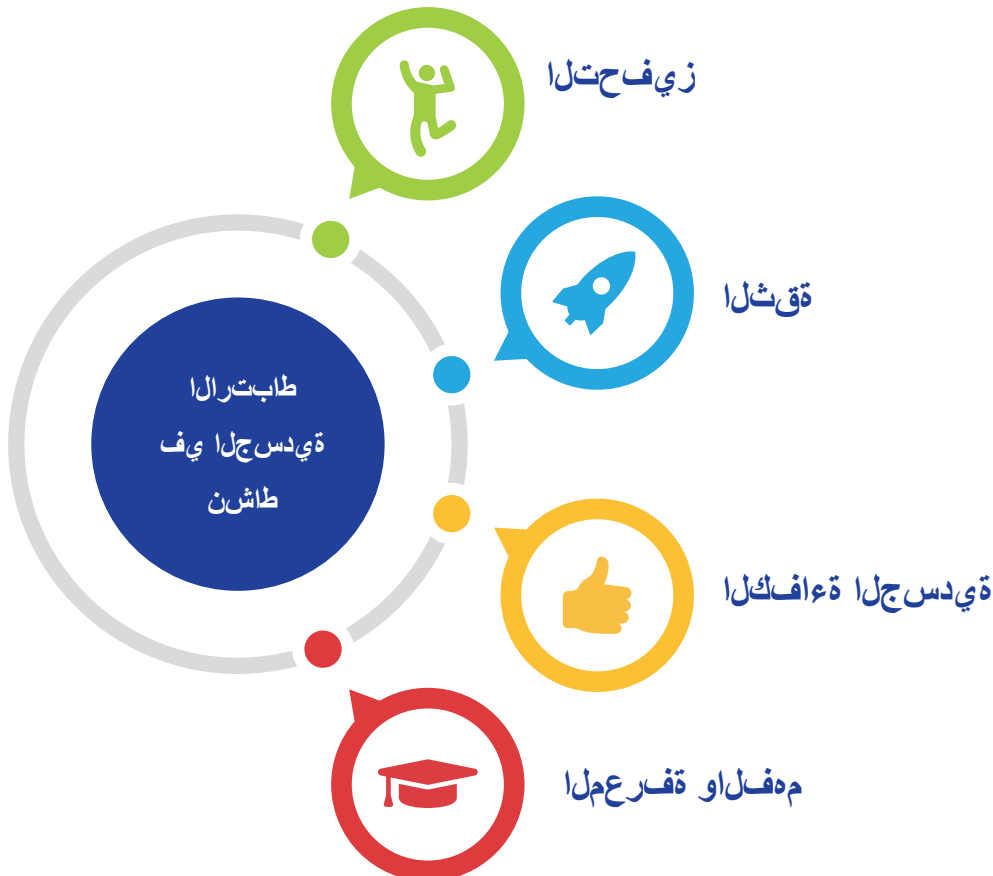 التحفيز
الثقة
الارتباط
في الجسدية
نشاط
الكفاءة الجسدية
المعرفة والفهم